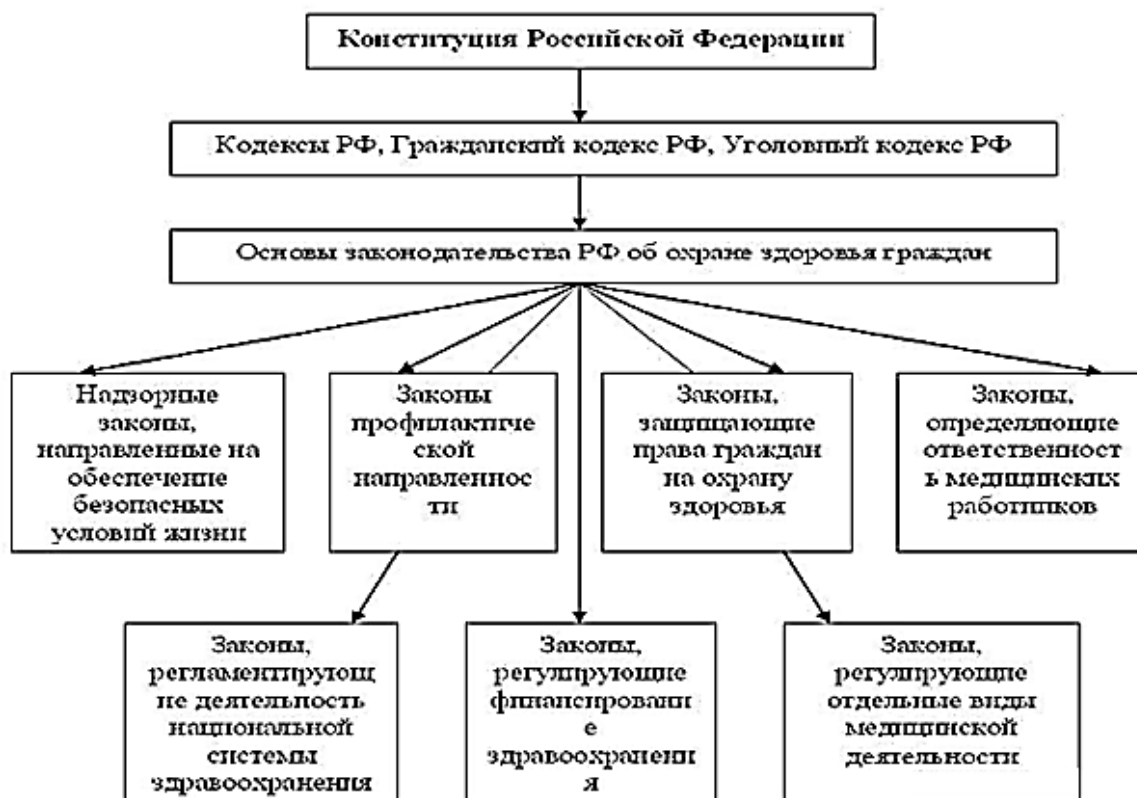 Конституция Российской Федерации
Кодексы РФ, Гражданский кодекс РФ, Уголовный кодекс РФ
Основы законодательства РФ об охране здоровья граждан
Надзорные
законы,
направленные на
обеспечение
безопасных
условий жизни
Законы
профилактиче
ской
направленнос
ти
Законы,
защищающие
права граждан
на охрану
здоровья
Законы,
определяющие
ответственност
ь медицинских
работников
Законы,
регламентирующ
ие деятельность
национальной
системы
здравоохранения
Законы,
регулирующие
финансировани
е
здравоохранени
я
Законы,
регулирующие
отдельные виды
медицинской
деятельности